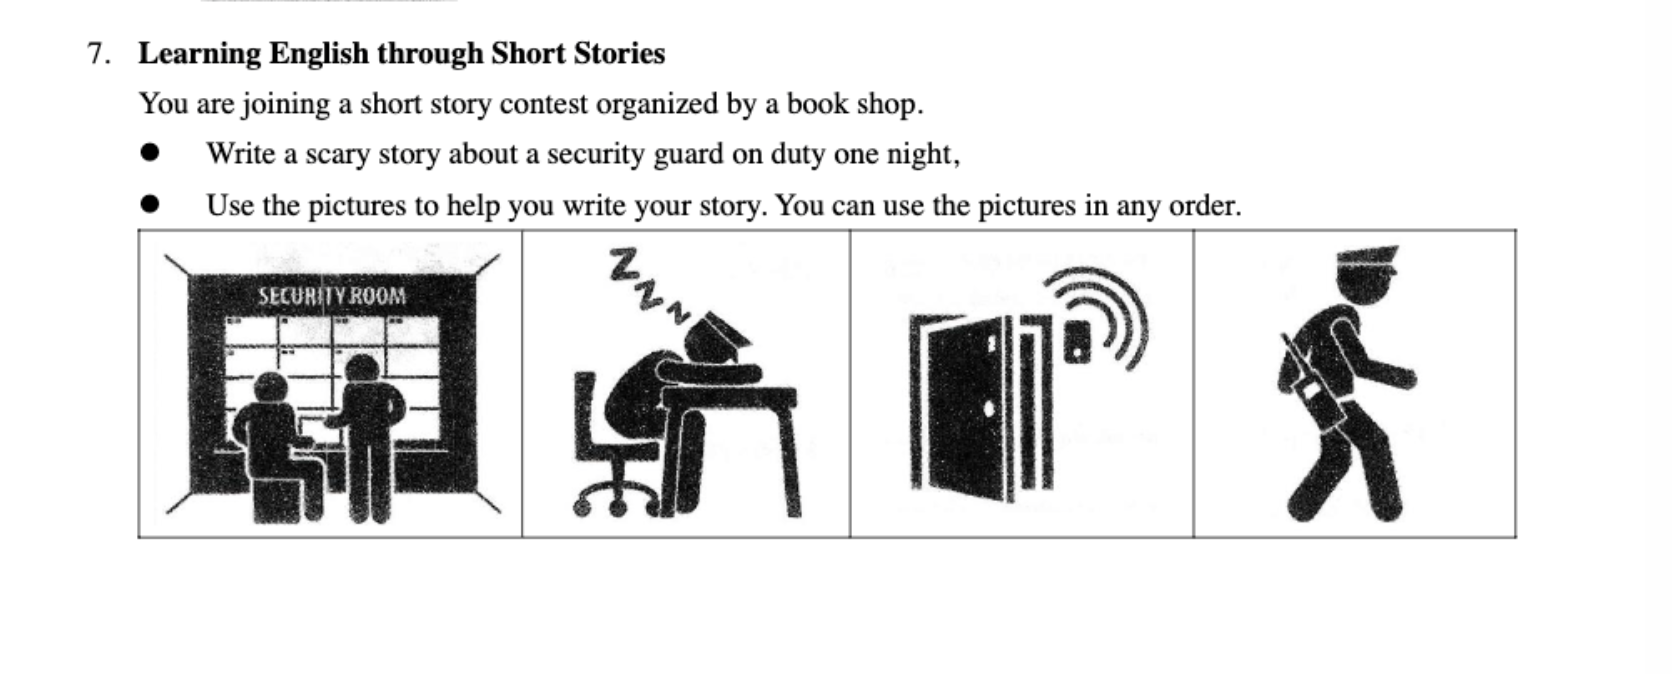 7. Learning English through Short Stories
You are joining a short story contest organized by a book shop.
● Write a scary story about a security guard on duty one night,
● Use the pictures to help you write your story. You can use the pictures in any order.
SECURITY ROOM
Z
Z
Z